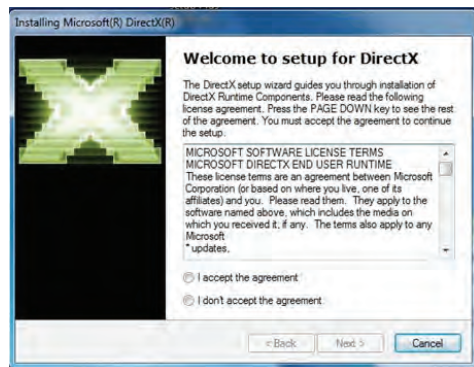 Installing Microsoft(R) DirectX(R)
Welcome to setup for DirectX
The DirectX setup wizard guides you through installation of
DirectX Runtime Components. Please read the following
license agreement. Press the PAGE DOWN key to see the rest
of the agreement. You must accept the agreement to continue
the setup.
MICROSOFT SOFTWARE LICENSE TERMS
MICROSOFT DIRECTX END USER RUNTIME
These license terms are an agreement between Microsoft
Corporation (or based on where you live, one of its
affiliates) and you. Please read them. They apply to the
software named above, which includes the media on
which you received it, if any. The terms also apply to any
Microsoft
* updates,
I accept the agreement
I don't accept the agreement
< Back Next > Cancel